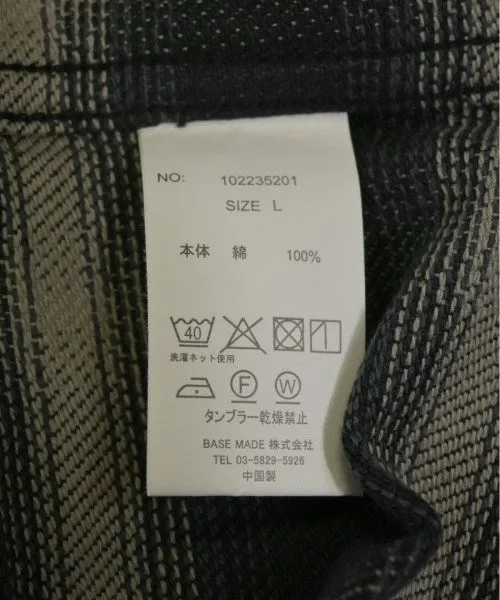 NO: 102235201
SIZE L
本体 綿 100%
40
洗濯ネット使用
F W
タンブラー乾燥禁止
BASE MADE 株式会社
TEL 03-5829-5926
中国製